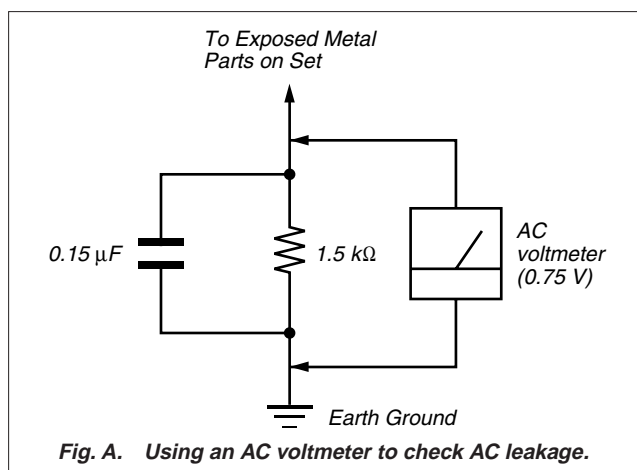 To Exposed Metal
Parts on Set
0.15 μF
1.5 kΩ
AC
voltmeter
(0.75 V)
Earth Ground
Fig. A. Using an AC voltmeter to check AC leakage.